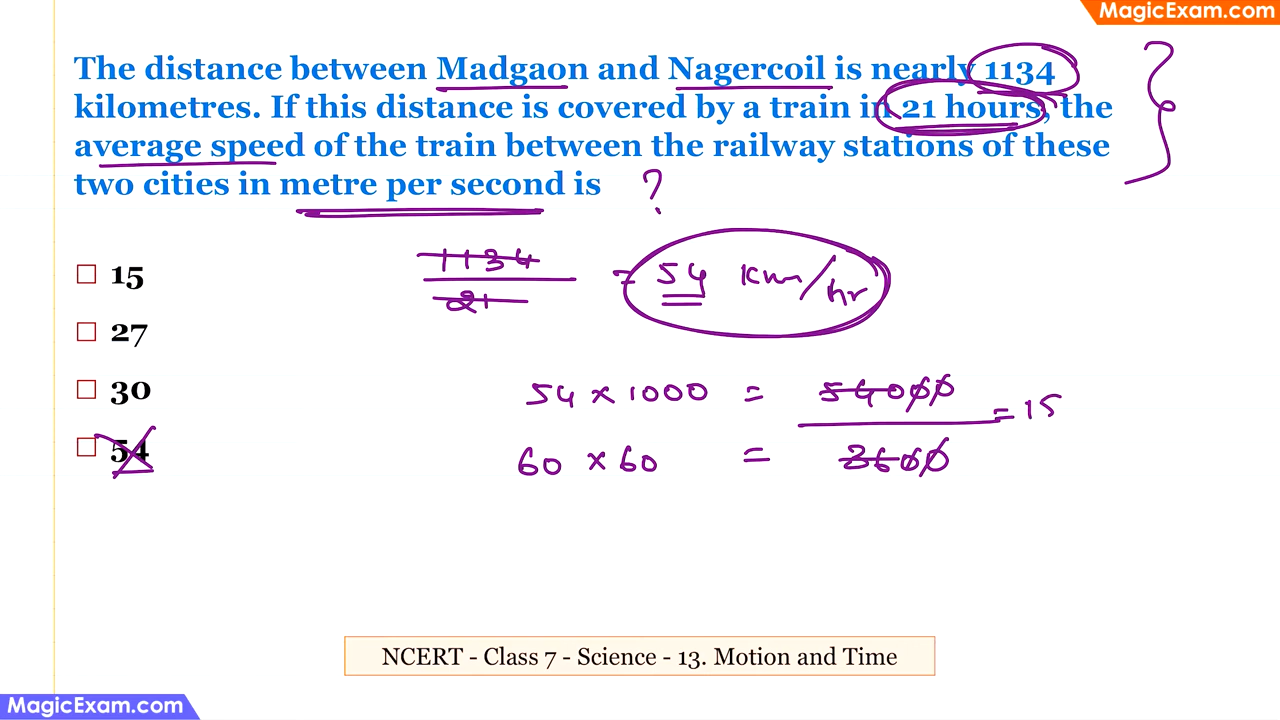 MagicExam.com
The distance between Madgaon and Nagercoil is nearly 1134
kilometres. If this distance is covered by a train in 21 hours, the
average speed of the train between the railway stations of these
two cities in metre per second is ?
1134
21
= 54 Km/hr
15
27
30
54
54 × 1000 = 54000
60 × 60 = 3600
= 15
NCERT - Class 7 - Science - 13. Motion and Time
MagicExam.com